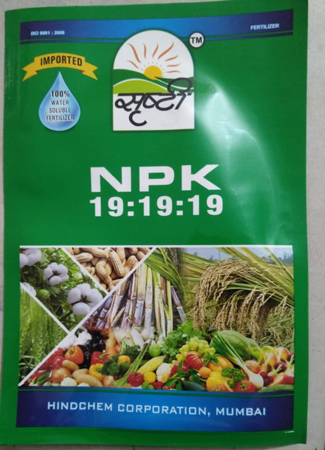 ISO 9001 : 2008
FERTILIZER
IMPORTED
TM
100%
WATER
SOLUBLE
FERTILIZER
सृष्टी
NPK
19:19:19
HINDCHEM CORPORATION, MUMBAI